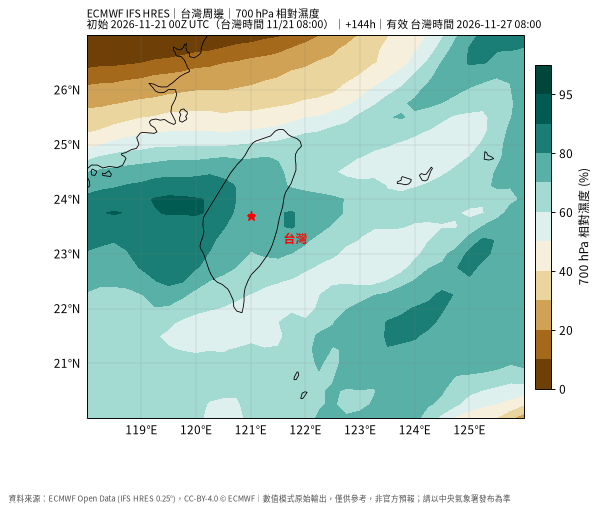 ECMWF IFS HRES｜台灣周邊｜700 hPa 相對濕度
初始 2026-11-21 00Z UTC（台灣時間 11/21 08:00）｜+144h｜有效 台灣時間 2026-11-27 08:00
26°N
25°N
24°N
23°N
22°N
21°N
台灣
119°E
120°E
121°E
122°E
123°E
124°E
125°E
95
80
60
40
20
0
700 hPa 相對濕度 (%)
資料來源：ECMWF Open Data (IFS HRES 0.25°)，CC-BY-4.0 © ECMWF｜數值模式原始輸出，僅供參考，非官方預報；請以中央氣象署發布為準